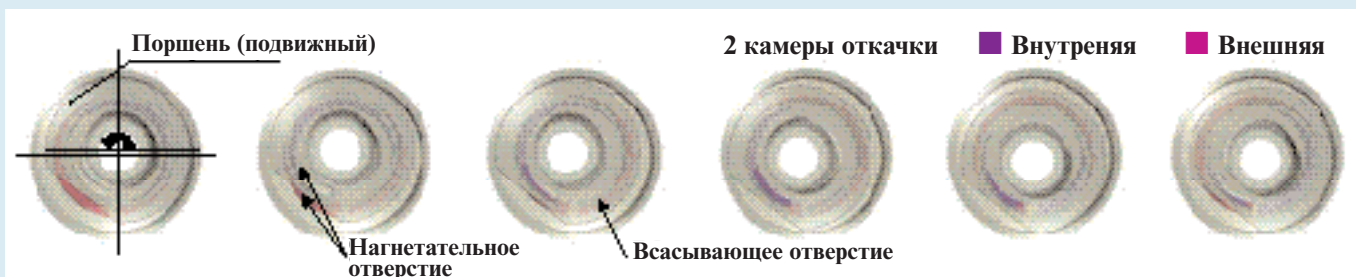 Поршень (подвижный)
2 камеры откачки
Внутреняя
Внешняя
Нагнетательное
отверстие
Всасывающее отверстие